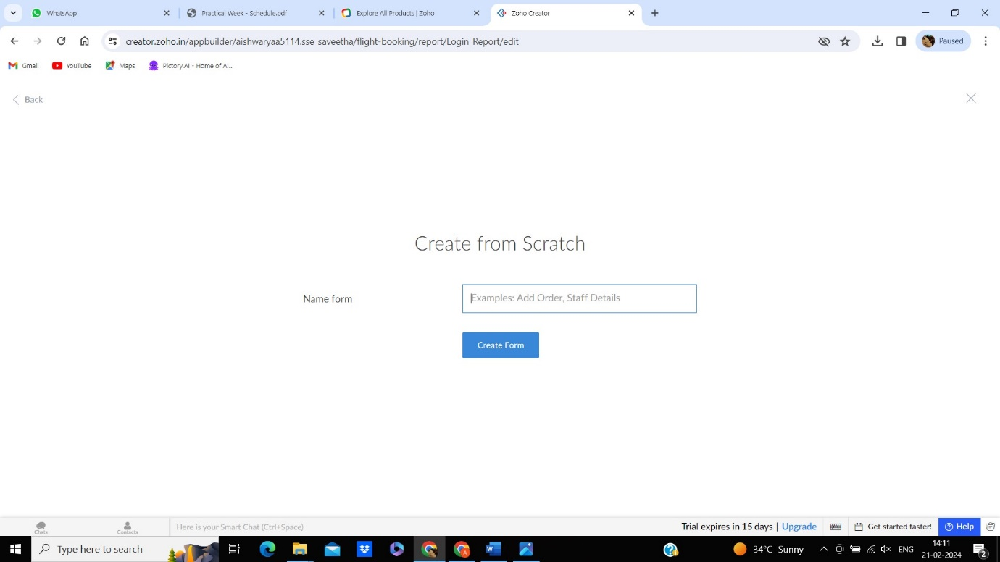 WhatsApp
Practical Week - Schedule.pdf
Explore All Products | Zoho
Zoho Creator
creator.zoho.in/appbuilder/aishwaryaa5114.sse_saveetha/flight-booking/report/Login_Report/edit
Paused
Gmail
YouTube
Maps
Pictory.AI - Home of AI...
Back
Create from Scratch
Name form
Examples: Add Order, Staff Details
Create Form
Chats
Contacts
Here is your Smart Chat (Ctrl+Space)
Trial expires in 15 days | Upgrade
Get started faster!
Help
Type here to search
34°C Sunny
ENG
14:11
21-02-2024
2